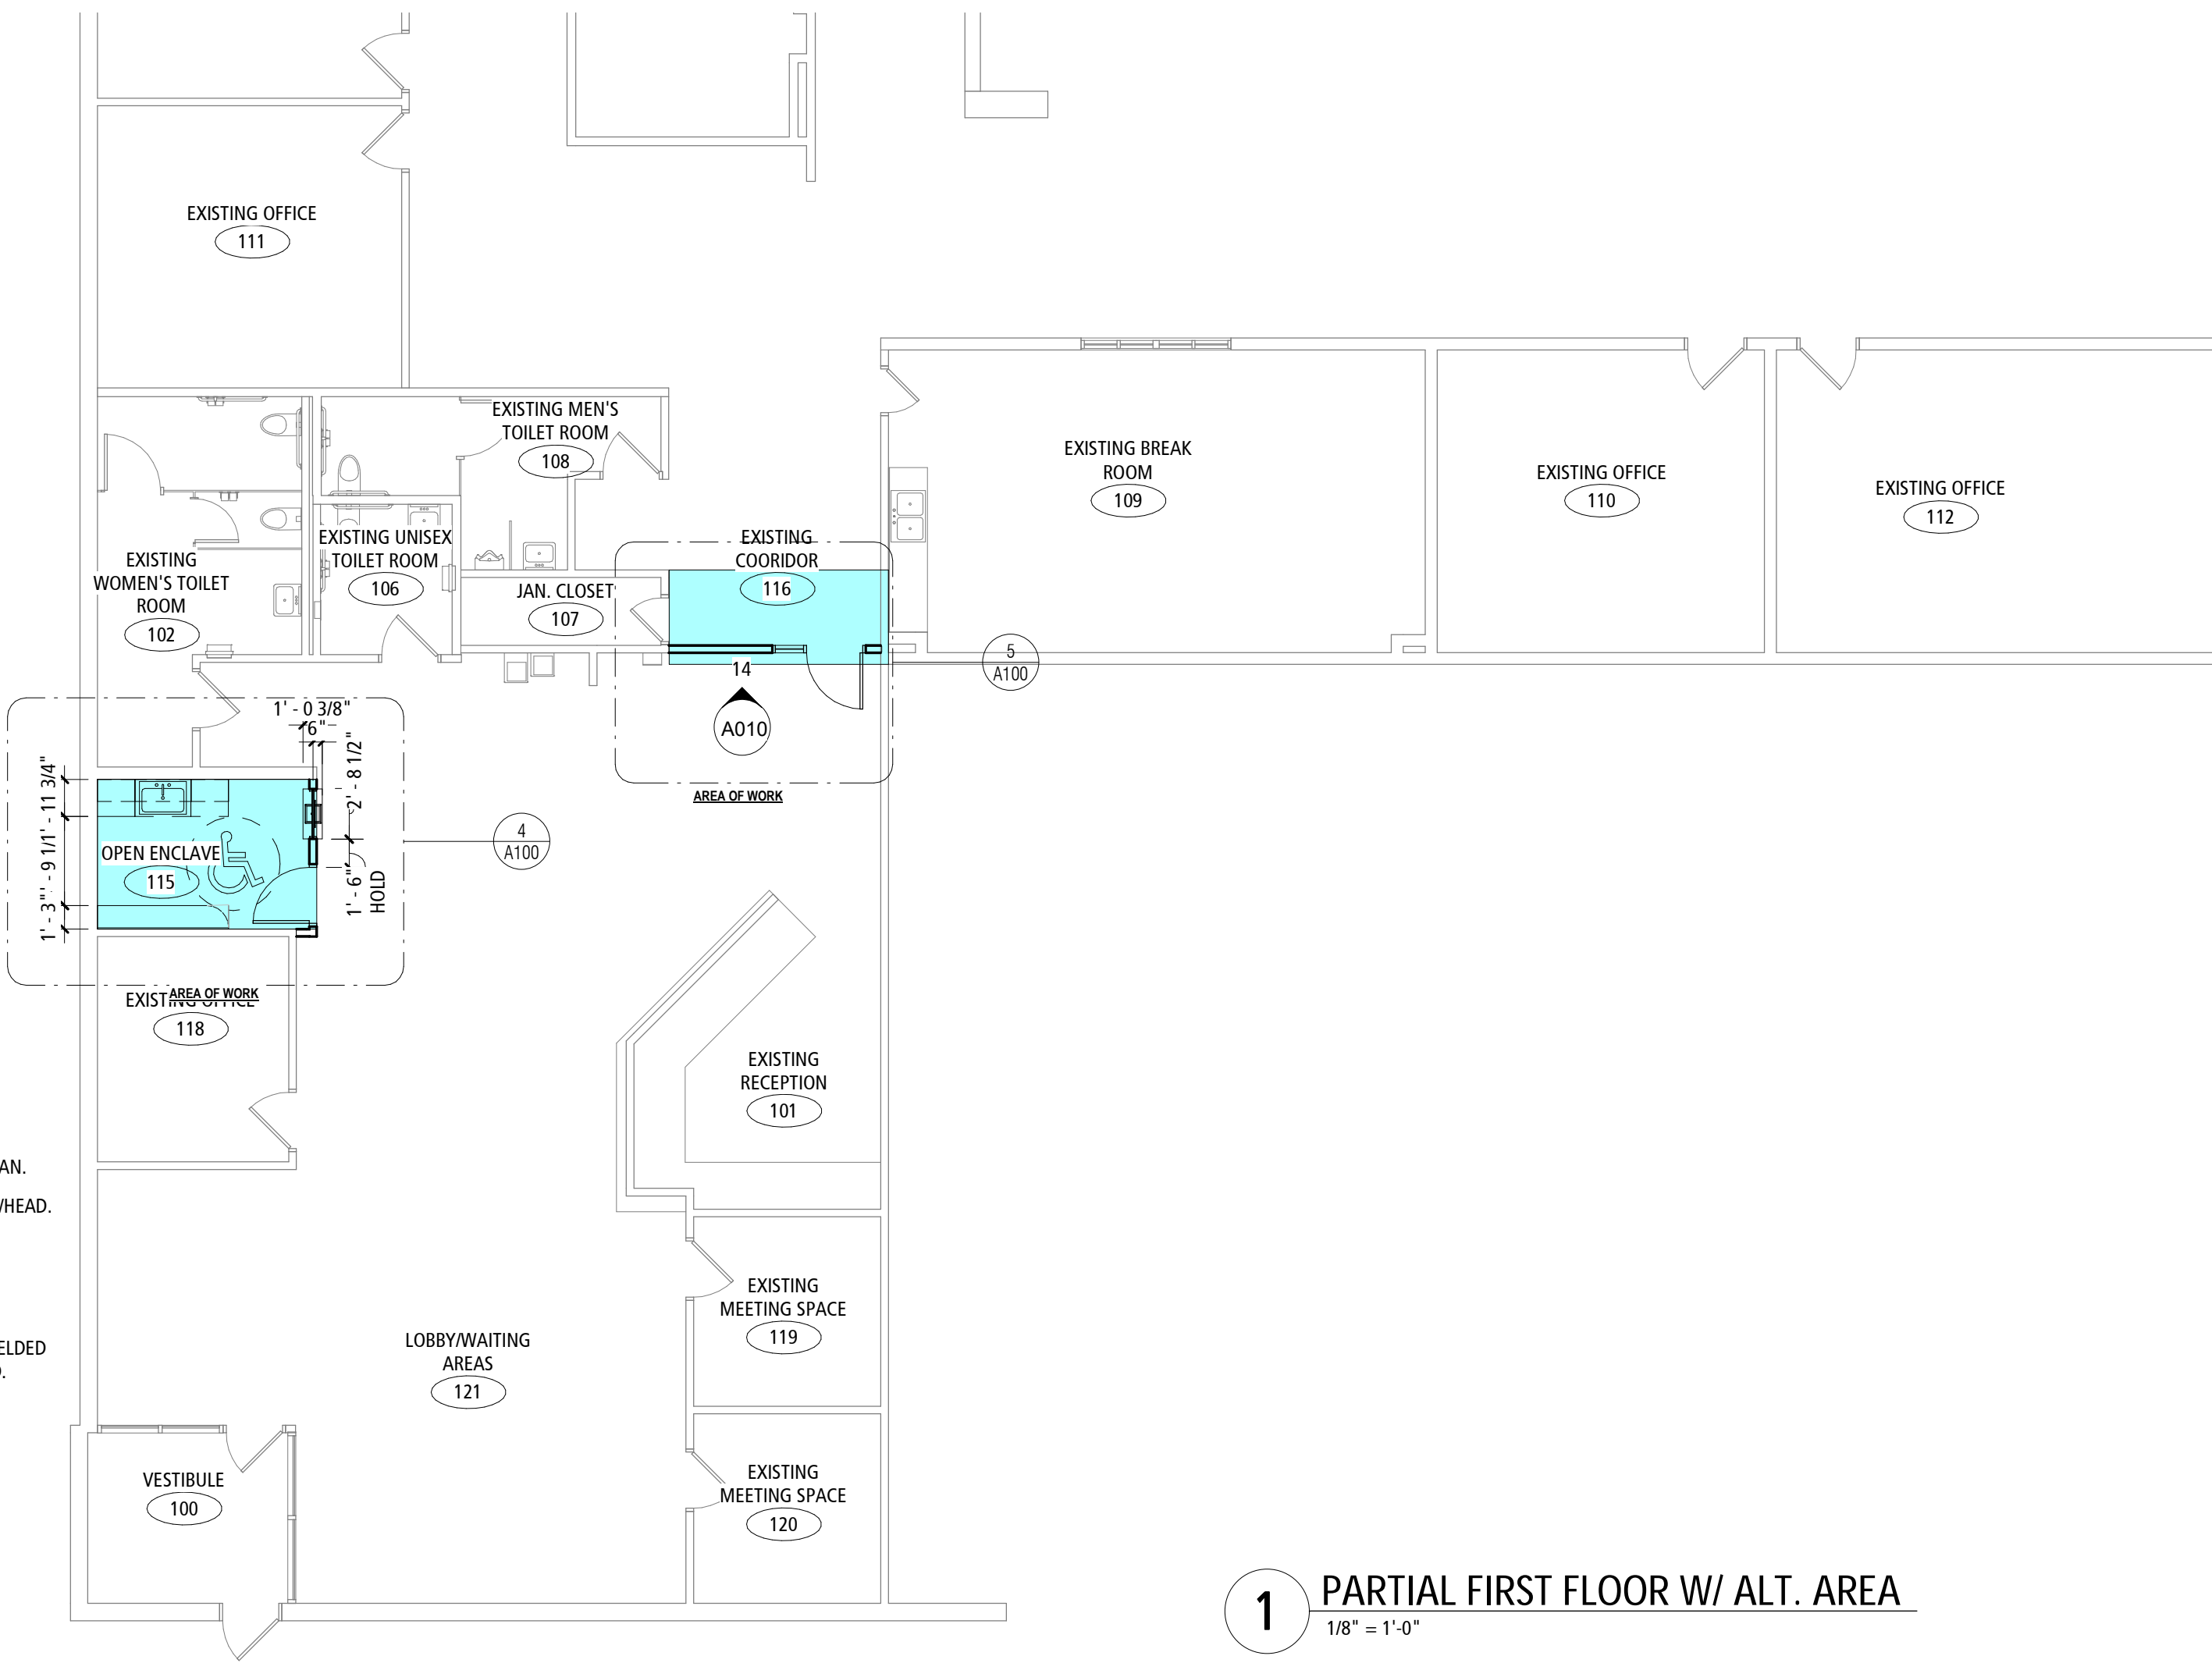 EXISTING OFFICE
111
EXISTING MEN'S
TOILET ROOM
108
EXISTING BREAK
ROOM
109
EXISTING OFFICE
110
EXISTING OFFICE
112
EXISTING UNISEX
TOILET ROOM
106
EXISTING
COORIDOR
116
EXISTING
WOMEN'S TOILET
ROOM
102
JAN. CLOSET
107
14
A010
5
A100
AREA OF WORK
1' - 0 3/8"
6"
2' - 8 1/2"
1' - 6"
HOLD
1' - 11 3/4"
1' - 3"
OPEN ENCLAVE
115
4
A100
AREA OF WORK
EXISTING OFFICE
118
EXISTING
RECEPTION
101
AN.
/HEAD.
EXISTING
MEETING SPACE
119
ELDED
LOBBY/WAITING
AREAS
121
VESTIBULE
100
EXISTING
MEETING SPACE
120
1
PARTIAL FIRST FLOOR W/ ALT. AREA
1/8" = 1'-0"